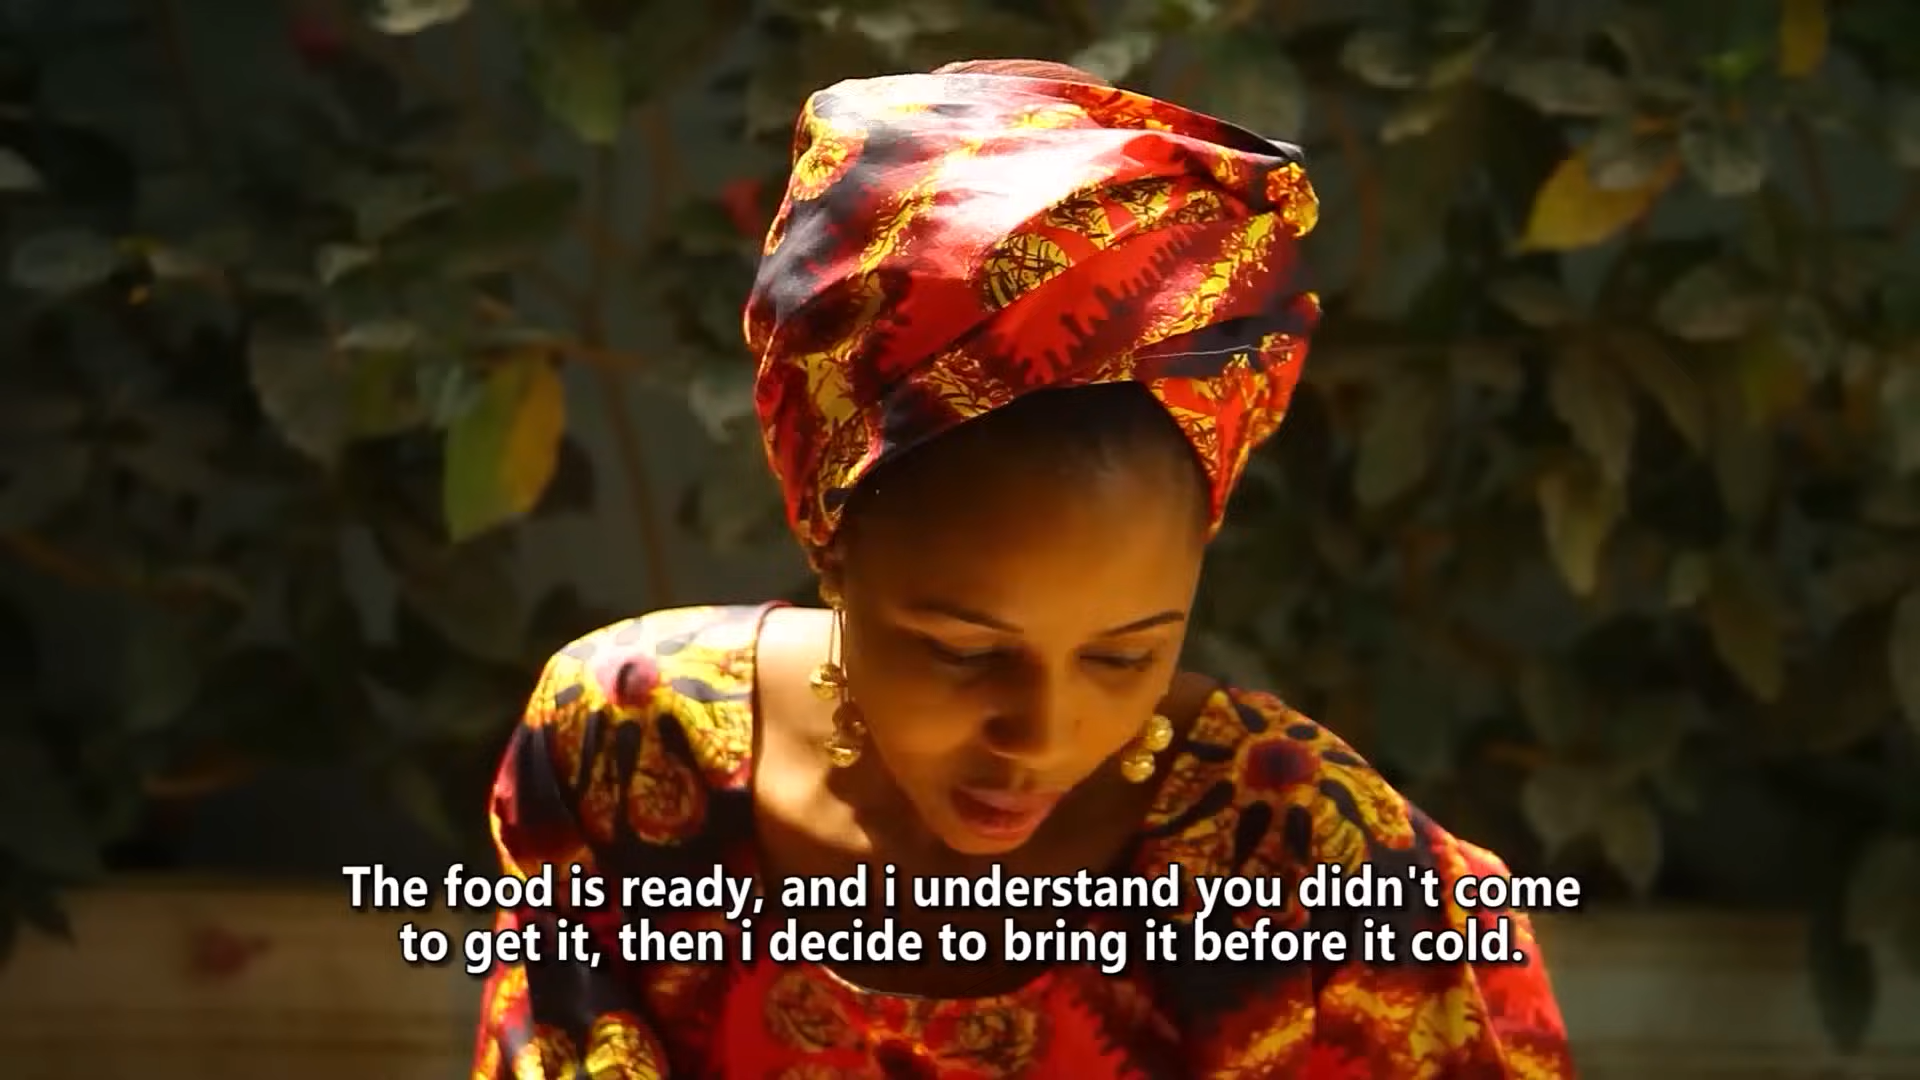 The food is ready, and i understand you didn't come
to get it, then i decide to bring it before it cold.